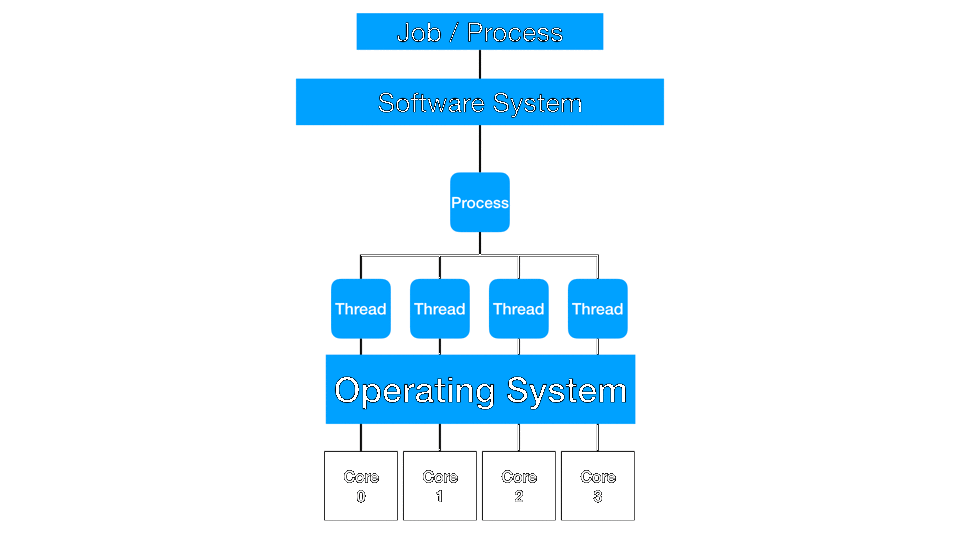 Job / Process
Software System
Process
Thread Thread Thread Thread
Operating System
Core Core Core Core
0 1 2 3